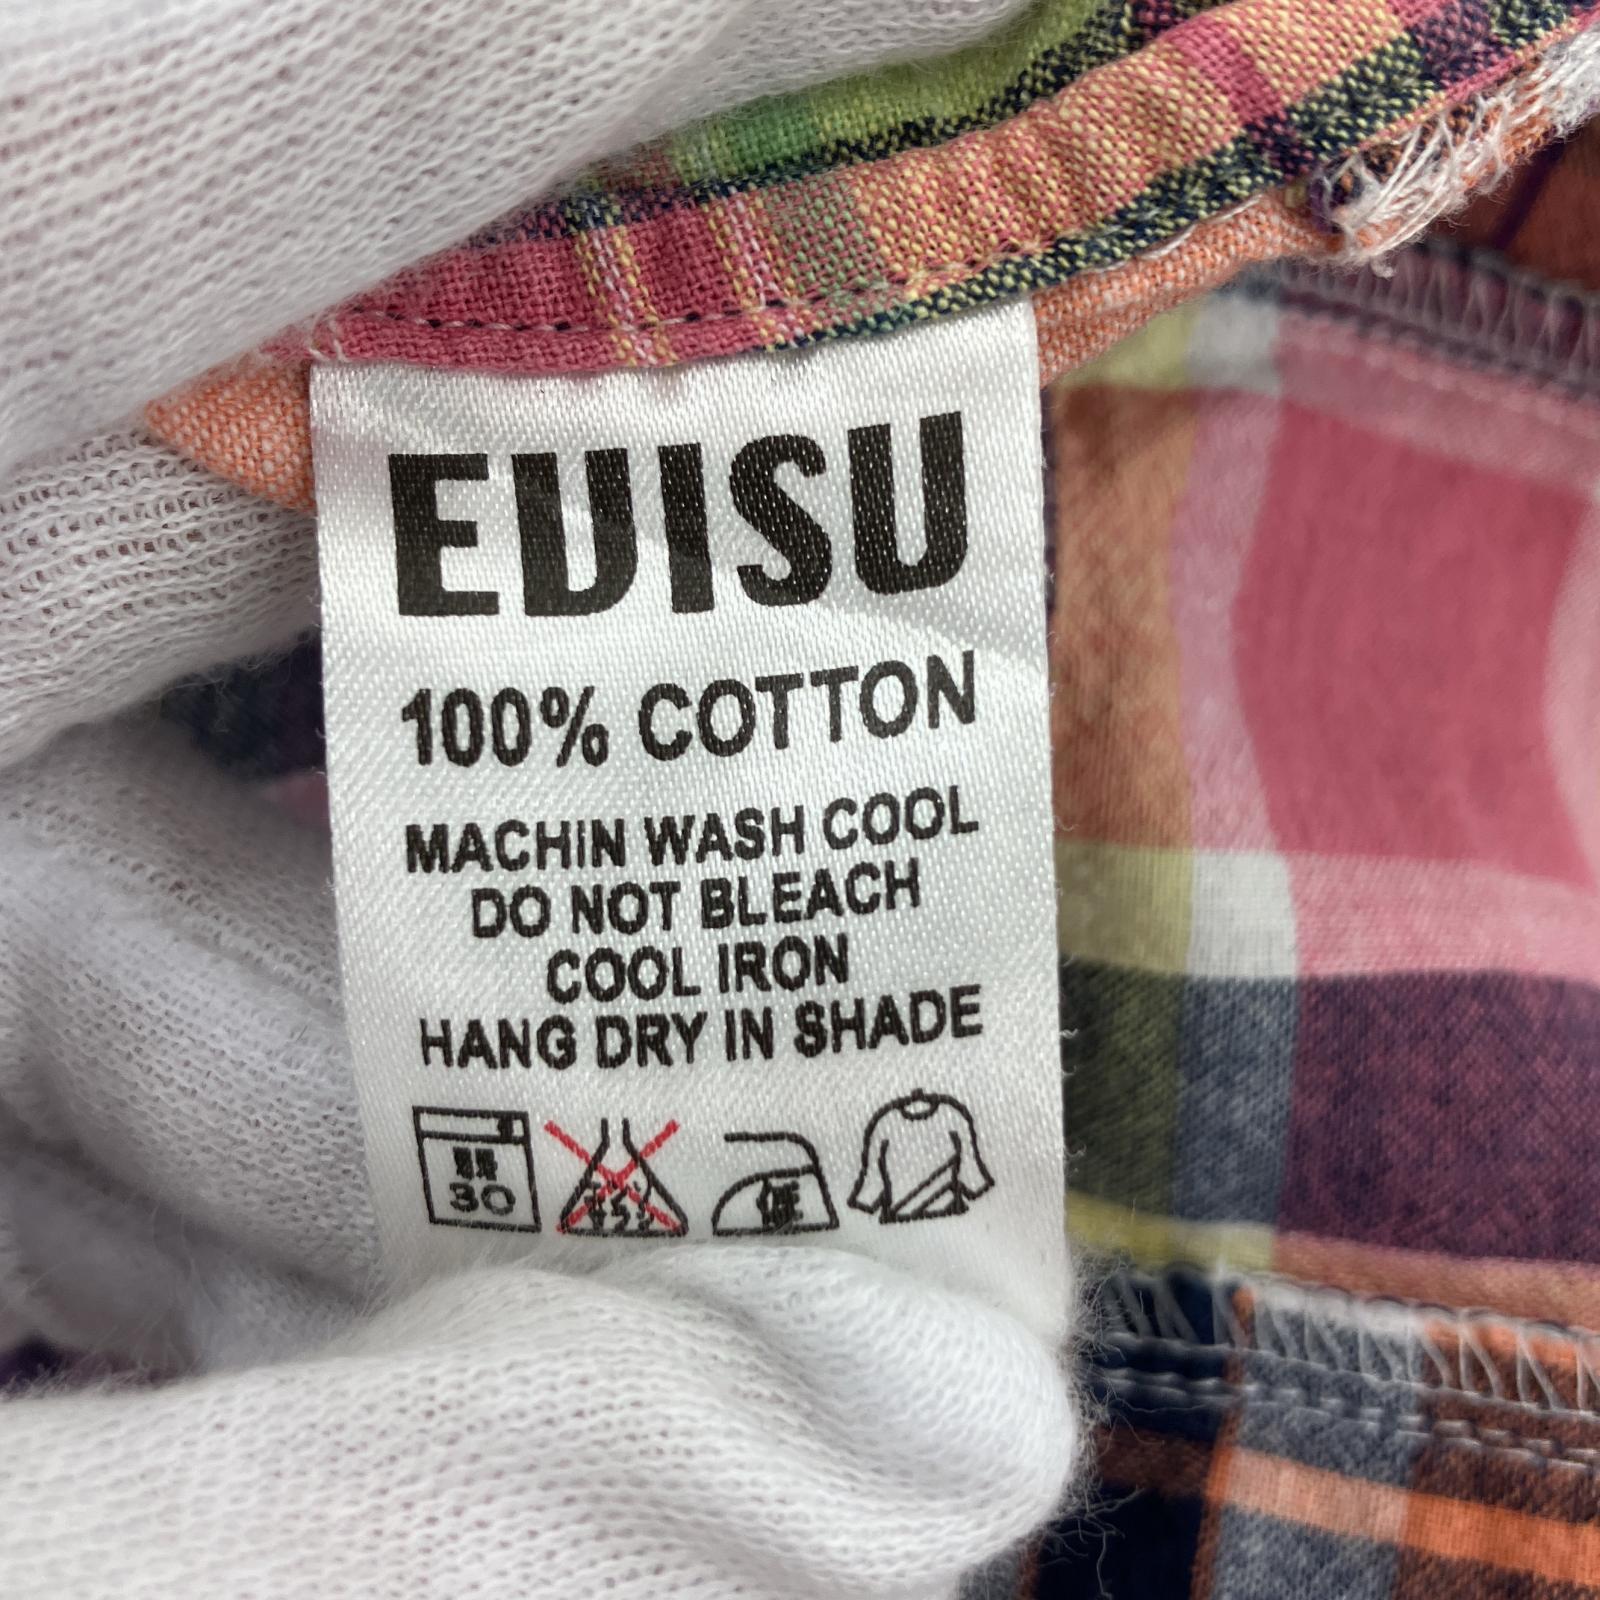 EVISU
100% COTTON
MACHiN WASH COOL
DO NOT BLEACH
COOL IRON
HANG DRY IN SHADE
30